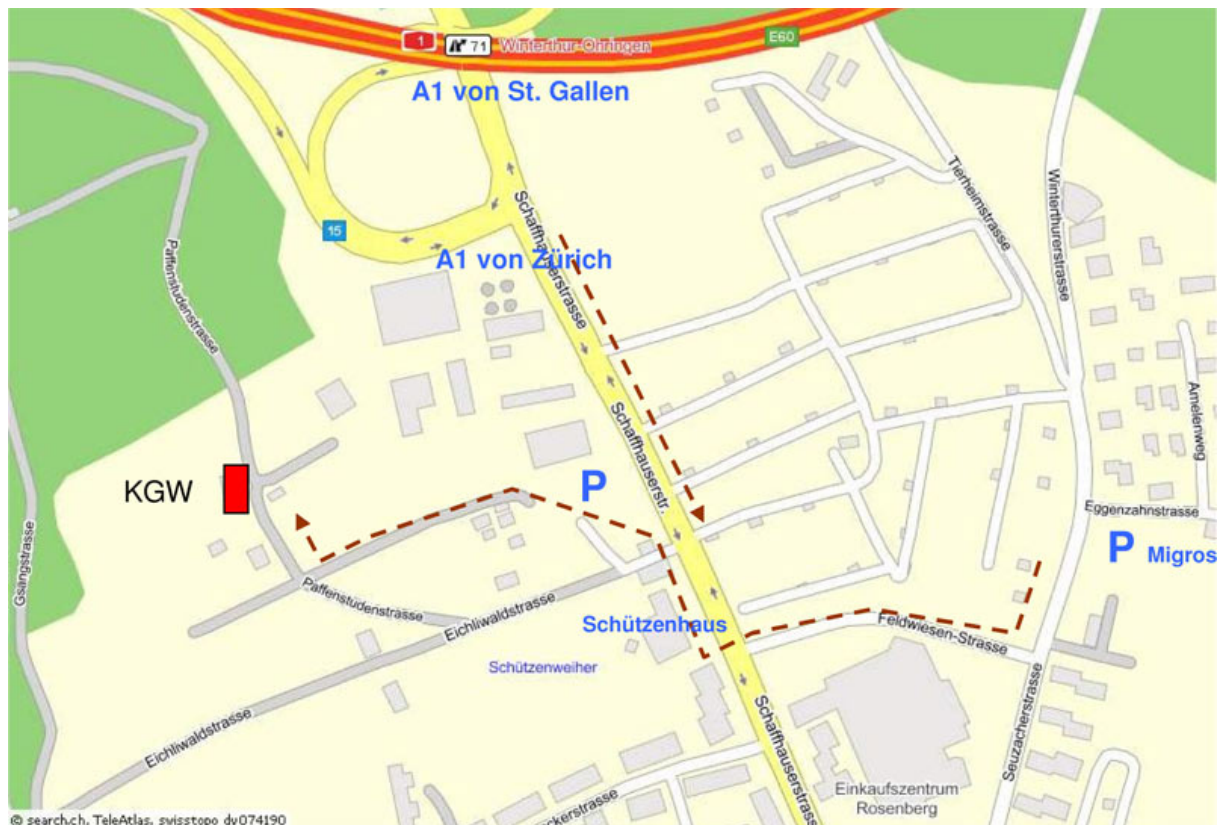 1
71
Winterthur-Ohringen
E60
A1 von St. Gallen
Tierheimstrasse
Winterthurerstrasse
Schaffhauserstrasse
15
A1 von Zürich
Paffenstudenstrasse
Amelenweg
Schaffhauserstr.
KGW
P
Eggenzahnstrasse
P Migros
Gsangstrasse
Paffenstudenstrasse
Eichliwaldstrasse
Schützenhaus
Feldwiesen-Strasse
Schützenweiher
Seuzacherstrasse
Schaffhauserstrasse
Eichliwaldstrasse
Einkaufszentrum
Rosenberg
ckerstrasse
© search.ch, TeleAtlas, swisstopo dv074190